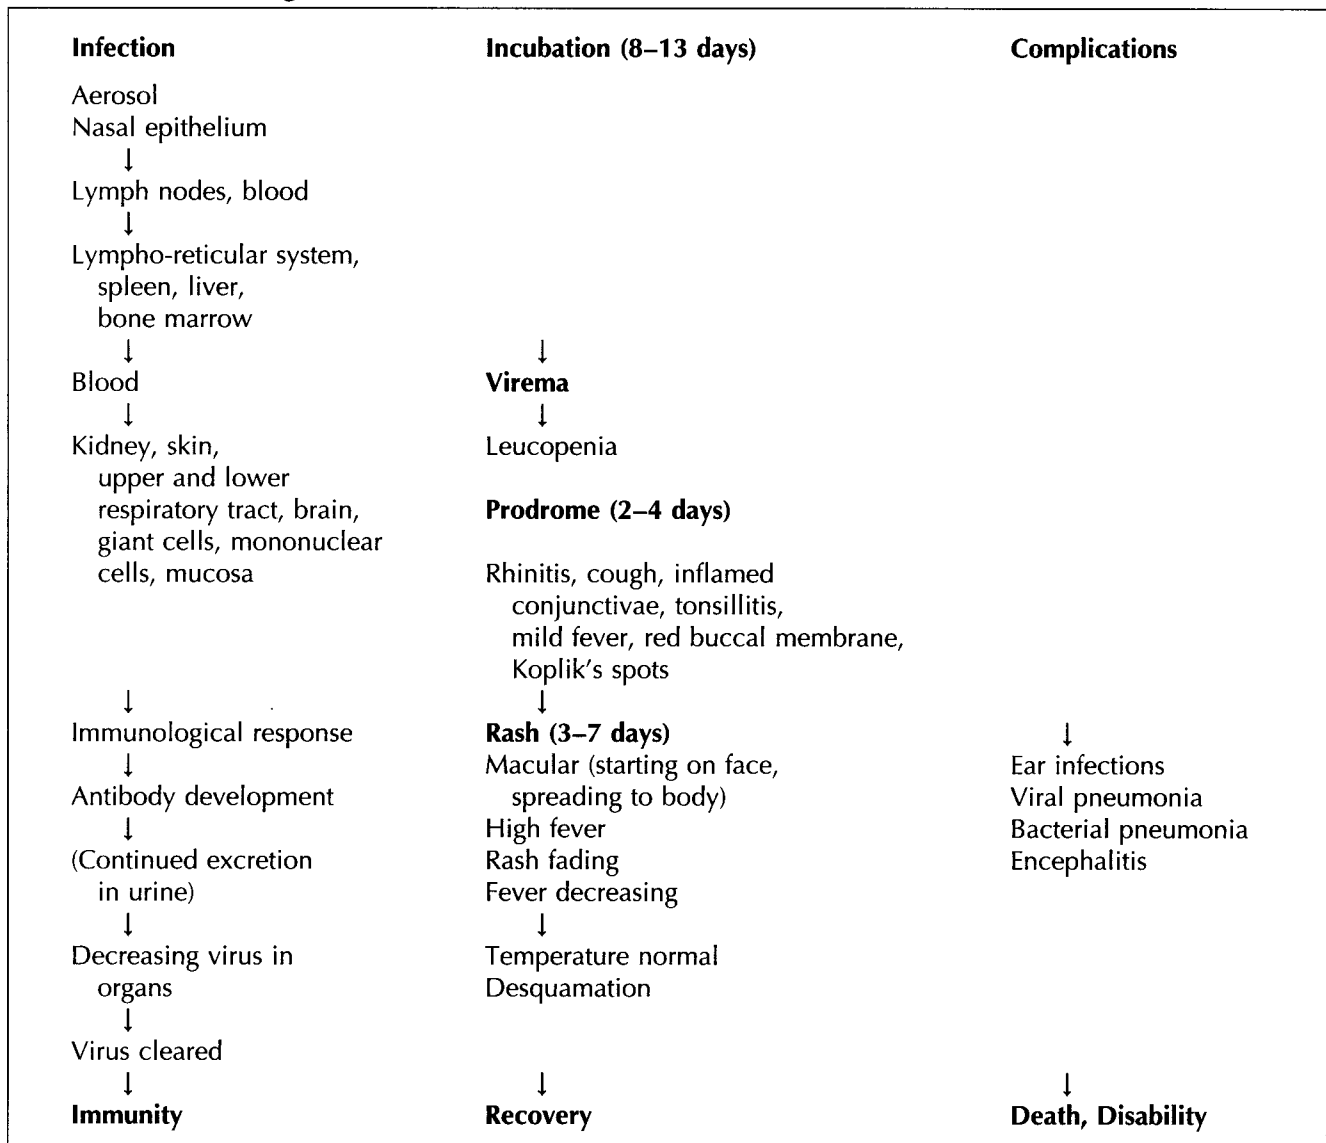 Infection
Aerosol
Nasal epithelium
↓
Lymph nodes, blood
↓
Lympho-reticular system,
spleen, liver,
bone marrow
↓
Blood
↓
Kidney, skin,
upper and lower
respiratory tract, brain,
giant cells, mononuclear
cells, mucosa
↓
Immunological response
↓
Antibody development
↓
(Continued excretion
in urine)
↓
Decreasing virus in
organs
↓
Virus cleared
↓
Immunity
Incubation (8–13 days)
↓
Virema
↓
Leucopenia
Prodrome (2–4 days)
Rhinitis, cough, inflamed
conjunctivae, tonsillitis,
mild fever, red buccal membrane,
Koplik's spots
↓
Rash (3–7 days)
Macular (starting on face,
spreading to body)
High fever
Rash fading
Fever decreasing
↓
Temperature normal
Desquamation
↓
Recovery
Complications
↓
Ear infections
Viral pneumonia
Bacterial pneumonia
Encephalitis
↓
Death, Disability